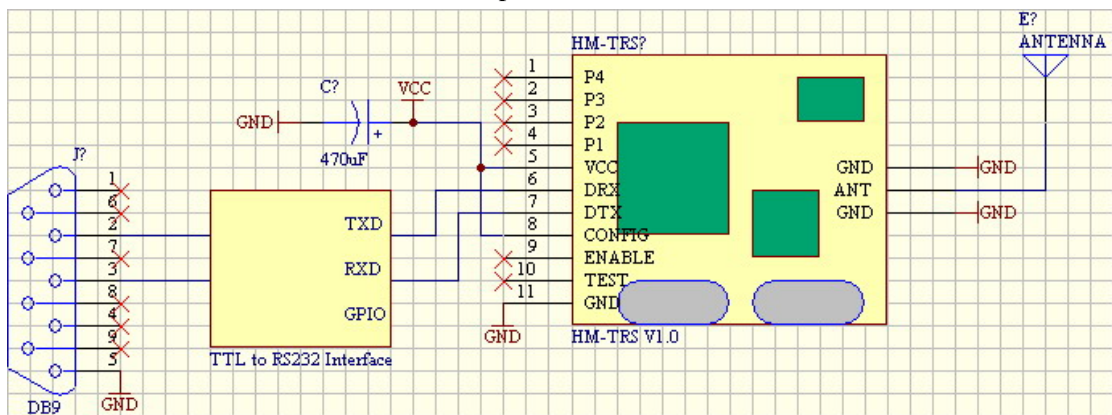 E?
ANTENNA
HM-TRS?
1 P4
2 P3
3 P2
4 P1
5 VCC
6 DRX
7 DTX
8 CONFIG
9 ENABLE
10 TEST
11 GND
GND
GND
ANT
GND
GND
GND
HM-TRS V1.0
C?
VCC
GND
+
470uF
J?
1
6
2
7
3
8
4
9
5
DB9
GND
TXD
RXD
GPIO
TTL to RS232 Interface